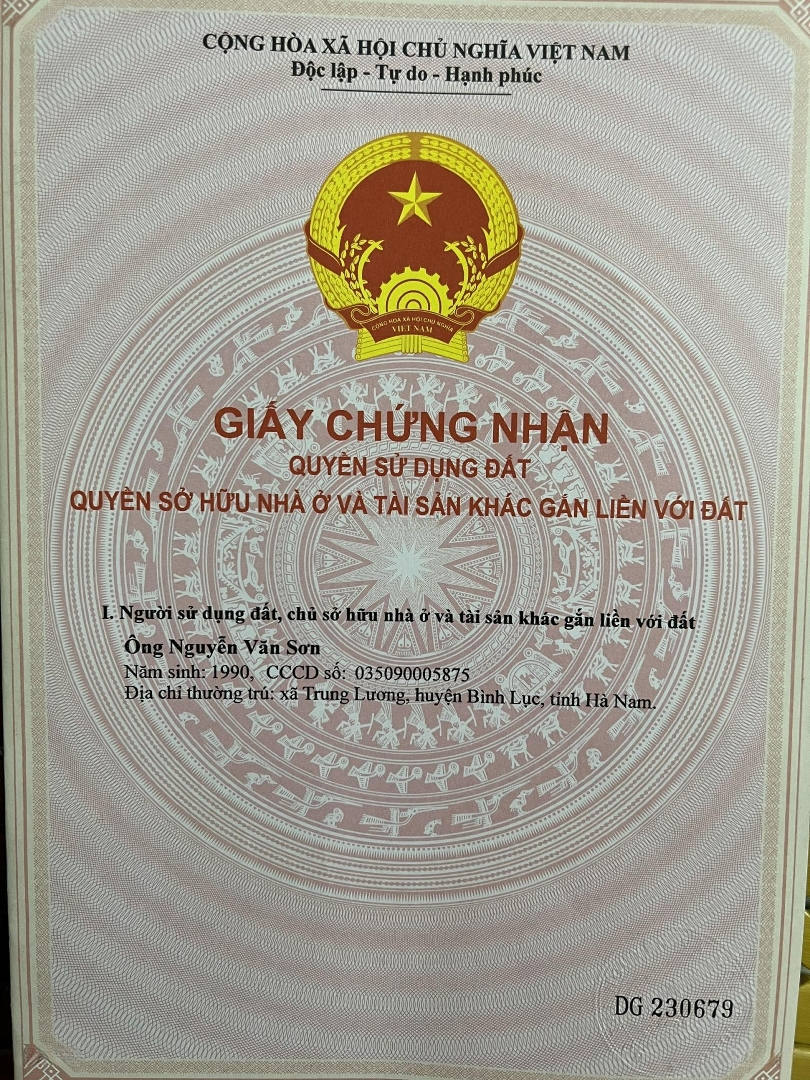 CỘNG HÒA XÃ HỘI CHỦ NGHĨA VIỆT NAM
Độc lập - Tự do - Hạnh phúc
CỘNG HÒA XÃ HỘI CHỦ NGHĨA
VIỆT NAM
GIẤY CHỨNG NHẬN
QUYỀN SỬ DỤNG ĐẤT
QUYỀN SỞ HỮU NHÀ Ở VÀ TÀI SẢN KHÁC GẮN LIỀN VỚI ĐẤT
I. Người sử dụng đất, chủ sở hữu nhà ở và tài sản khác gắn liền với đất
Ông Nguyễn Văn Sơn
Năm sinh: 1990, CCCD số: 035090005875
Địa chỉ thường trú: xã Trung Lương, huyện Bình Lục, tỉnh Hà Nam.
DG 230679